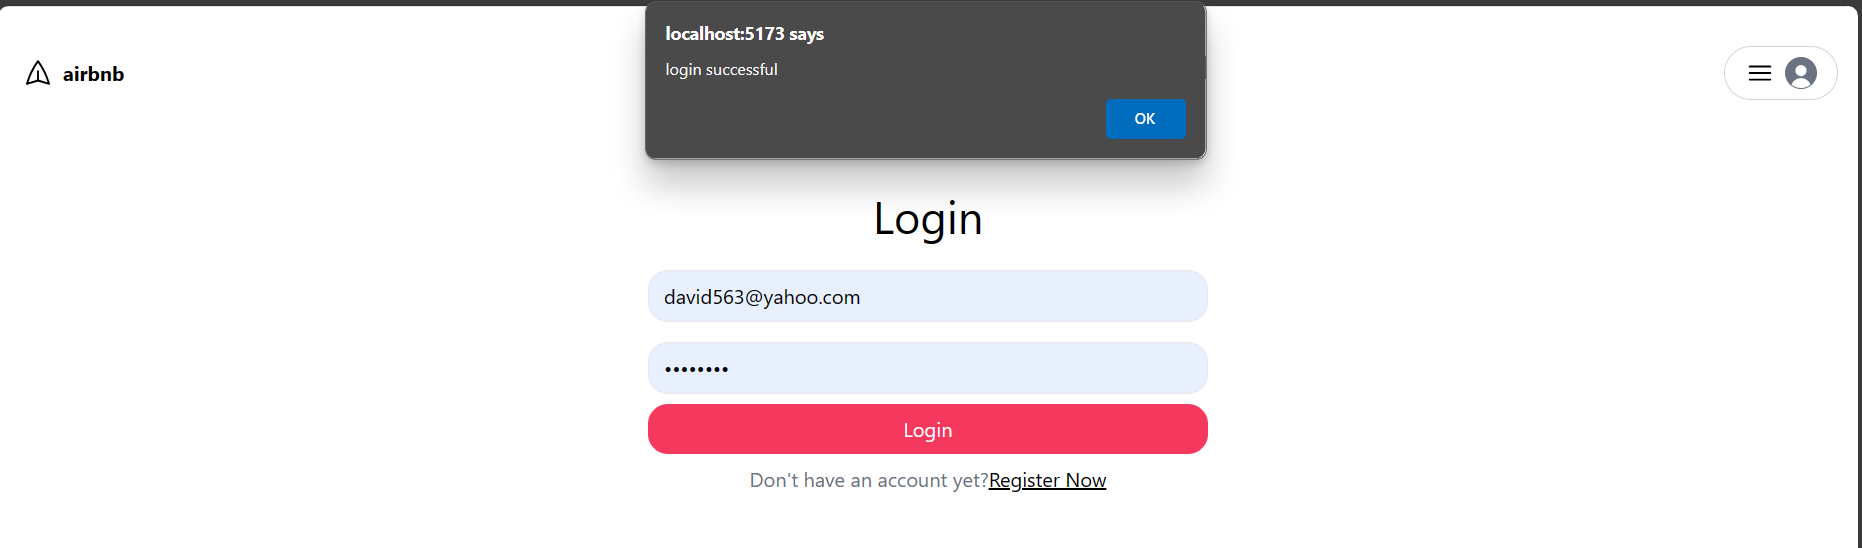 localhost:5173 says
login successful
OK
airbnb
Login
david563@yahoo.com
••••••••
Login
Don't have an account yet?Register Now